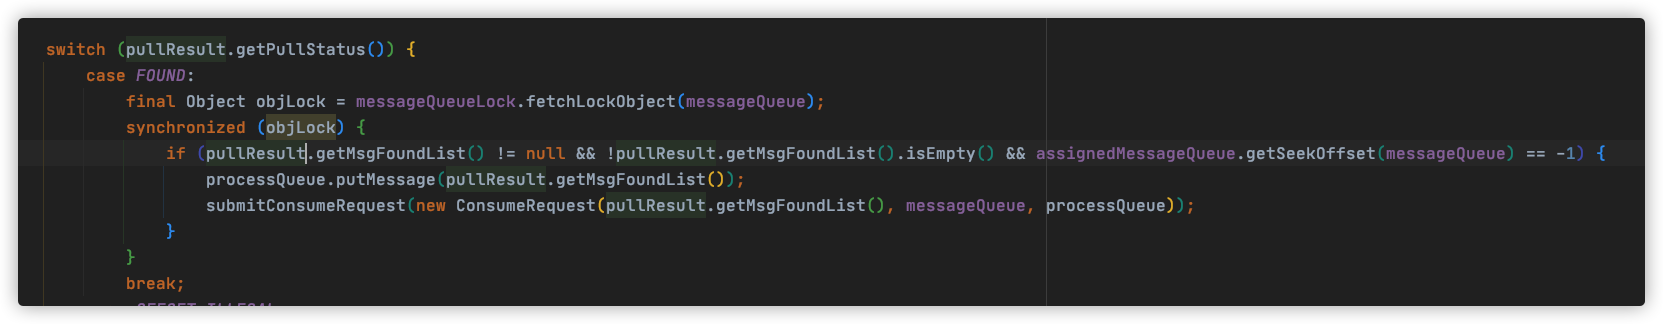 switch (pullResult.getPullStatus()) {
case FOUND:
final Object objLock = messageQueueLock.fetchLockObject(messageQueue);
synchronized (objLock) {
if (pullResult.getMsgFoundList() != null && !pullResult.getMsgFoundList().isEmpty() && assignedMessageQueue.getSeekOffset(messageQueue) == -1) {
processQueue.putMessage(pullResult.getMsgFoundList());
submitConsumeRequest(new ConsumeRequest(pullResult.getMsgFoundList(), messageQueue, processQueue));
}
}
break;